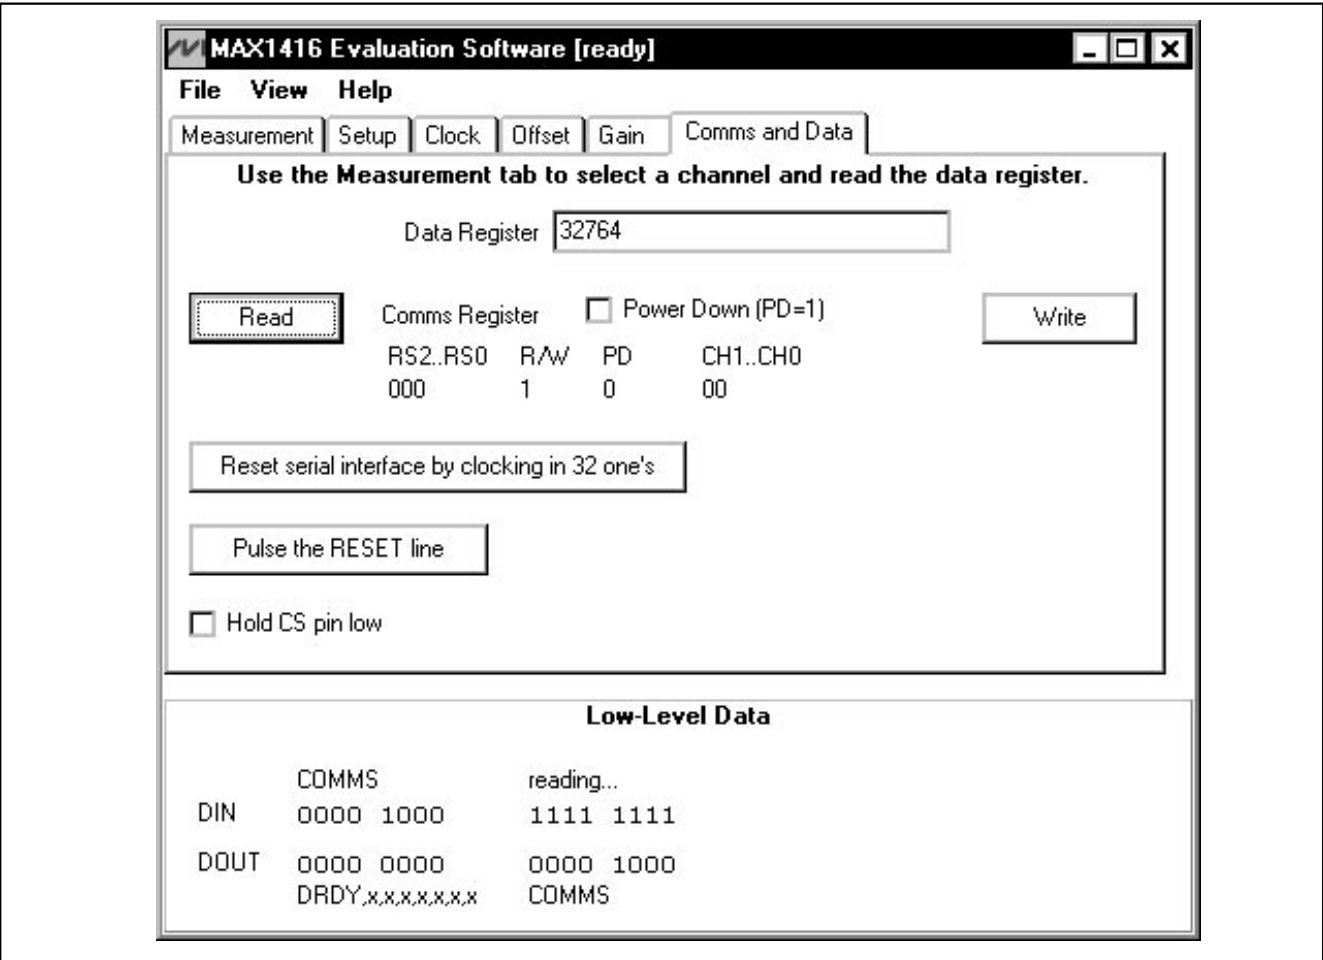 MAX1416 Evaluation Software [ready]
File View Help
Measurement Setup Clock Offset Gain Comms and Data
Use the Measurement tab to select a channel and read the data register.
Data Register 32764
Read Comms Register Power Down (PD=1) Write
RS2..RS0 R/W PD CH1..CH0
000 1 0 00
Reset serial interface by clocking in 32 one's
Pulse the RESET line
Hold CS pin low
Low-Level Data
COMMS reading...
DIN 0000 1000 1111 1111
DOUT 0000 0000 0000 1000
DRDY,x,x,x,x,x,x,x COMMS